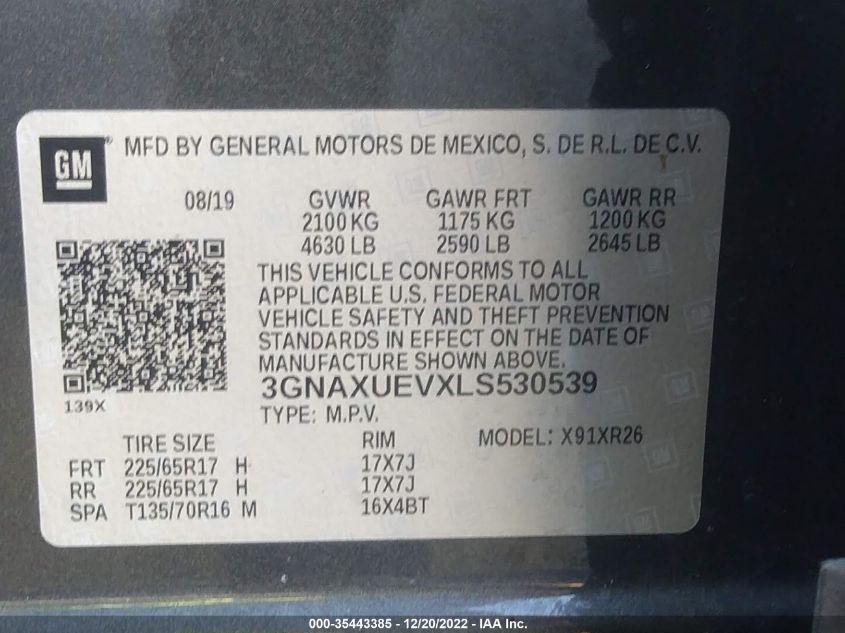 GM® MFD BY GENERAL MOTORS DE MEXICO, S. DE R.L. DE C.V.
08/19 GVWR GAWR FRT GAWR RR
2100 KG 1175 KG 1200 KG
4630 LB 2590 LB 2645 LB
THIS VEHICLE CONFORMS TO ALL
APPLICABLE U.S. FEDERAL MOTOR
VEHICLE SAFETY AND THEFT PREVENTION
STANDARDS IN EFFECT ON THE DATE OF
MANUFACTURE SHOWN ABOVE.
3GNAXUEVXLS530539
139X
TYPE: M.P.V.
TIRE SIZE RIM MODEL: X91XR26
FRT 225/65R17 H 17X7J
RR 225/65R17 H 17X7J
SPA T135/70R16 M 16X4BT
000-35443385 - 12/20/2022 - IAA Inc.